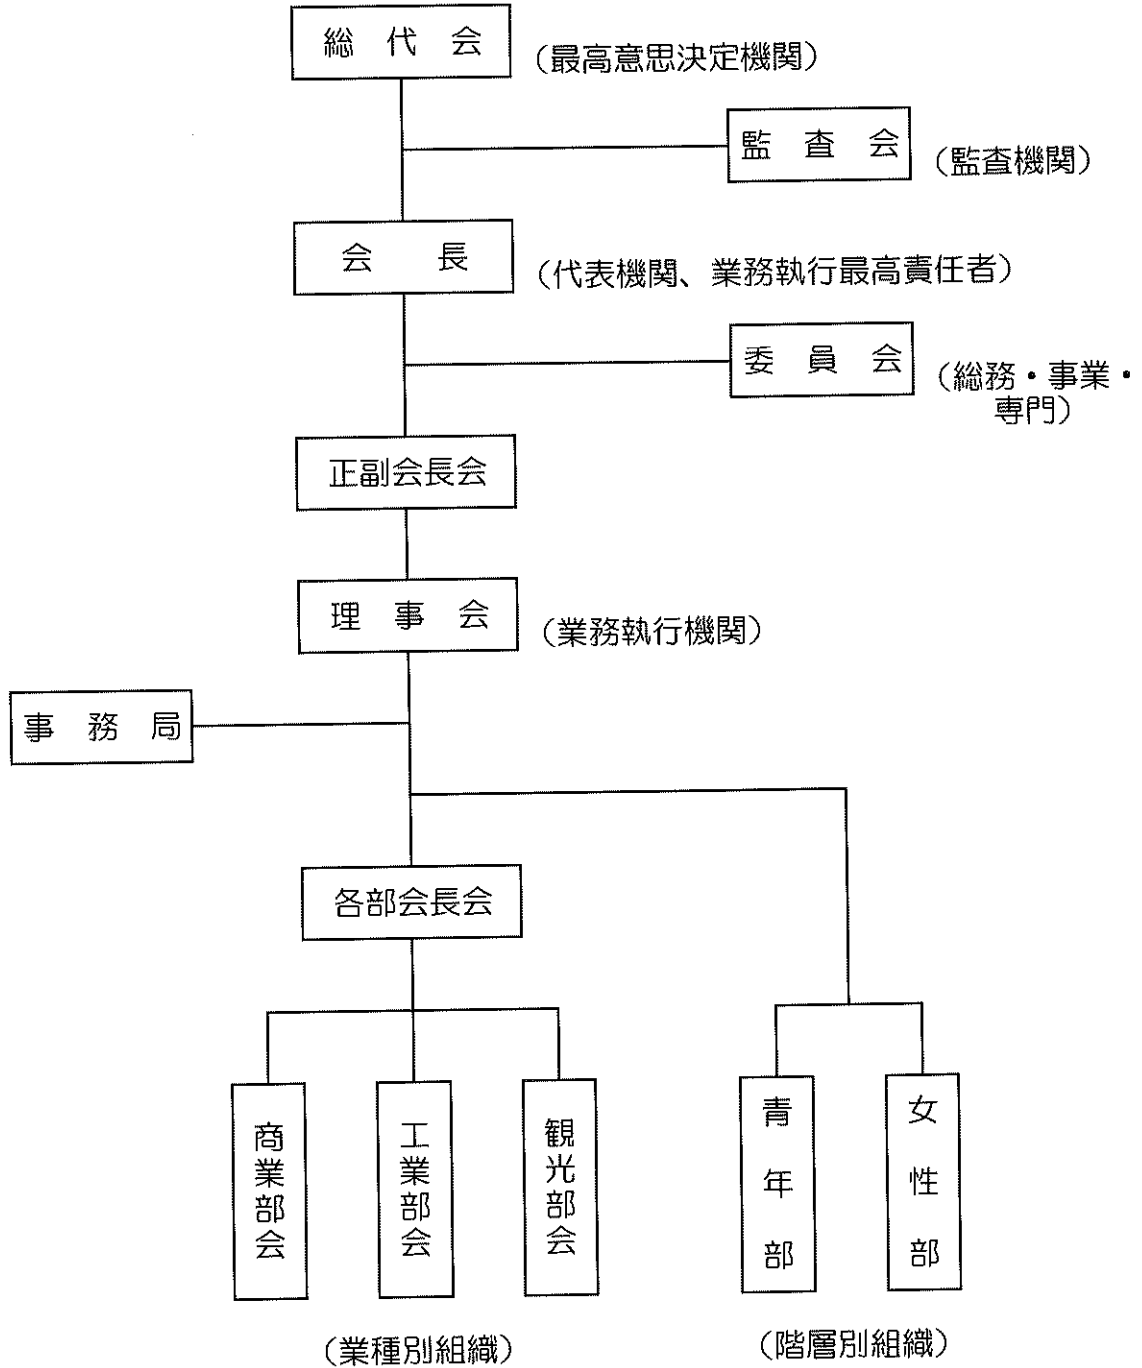 総代会
（最高意思決定機関）
監査会
（監査機関）
会長
（代表機関、業務執行最高責任者）
委員会
（総務・事業・
専門）
正副会長会
理事会
（業務執行機関）
事務局
各部会長会
商業部会
工業部会
観光部会
青年部
女性部
（業種別組織）
（階層別組織）